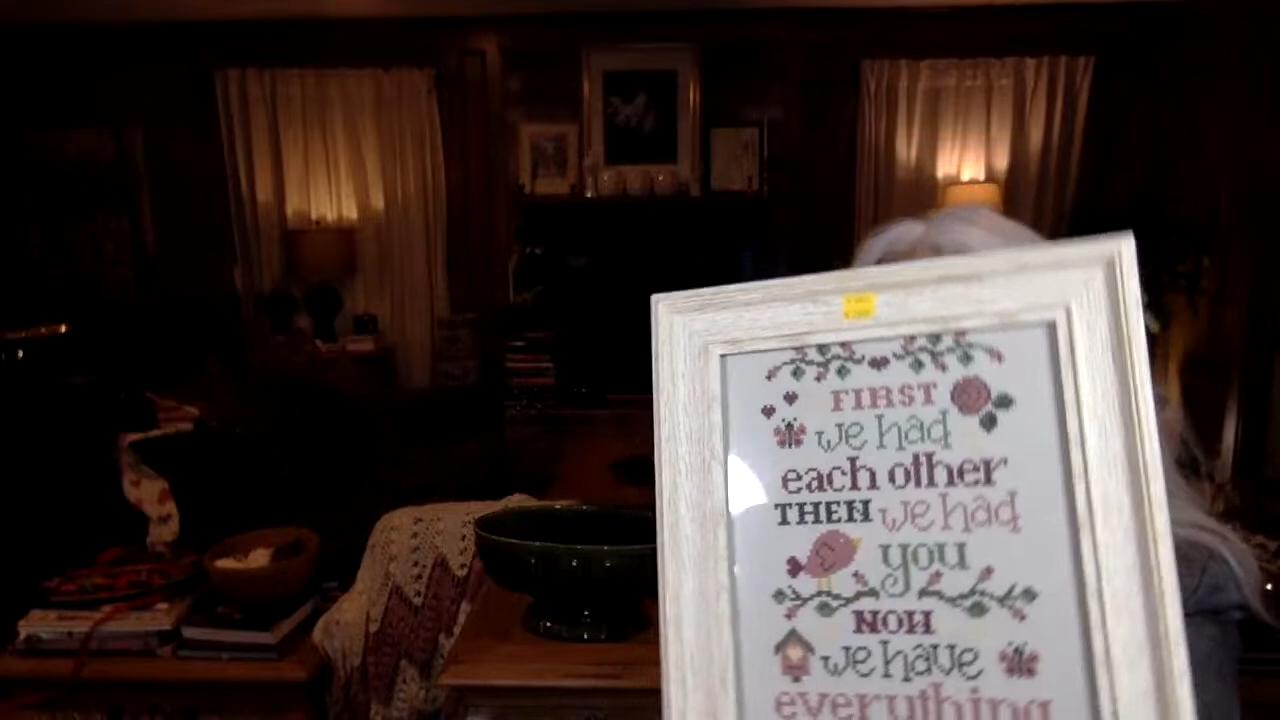 FIRST
we had
each other
THEN we had
you
NOW
we have
everything